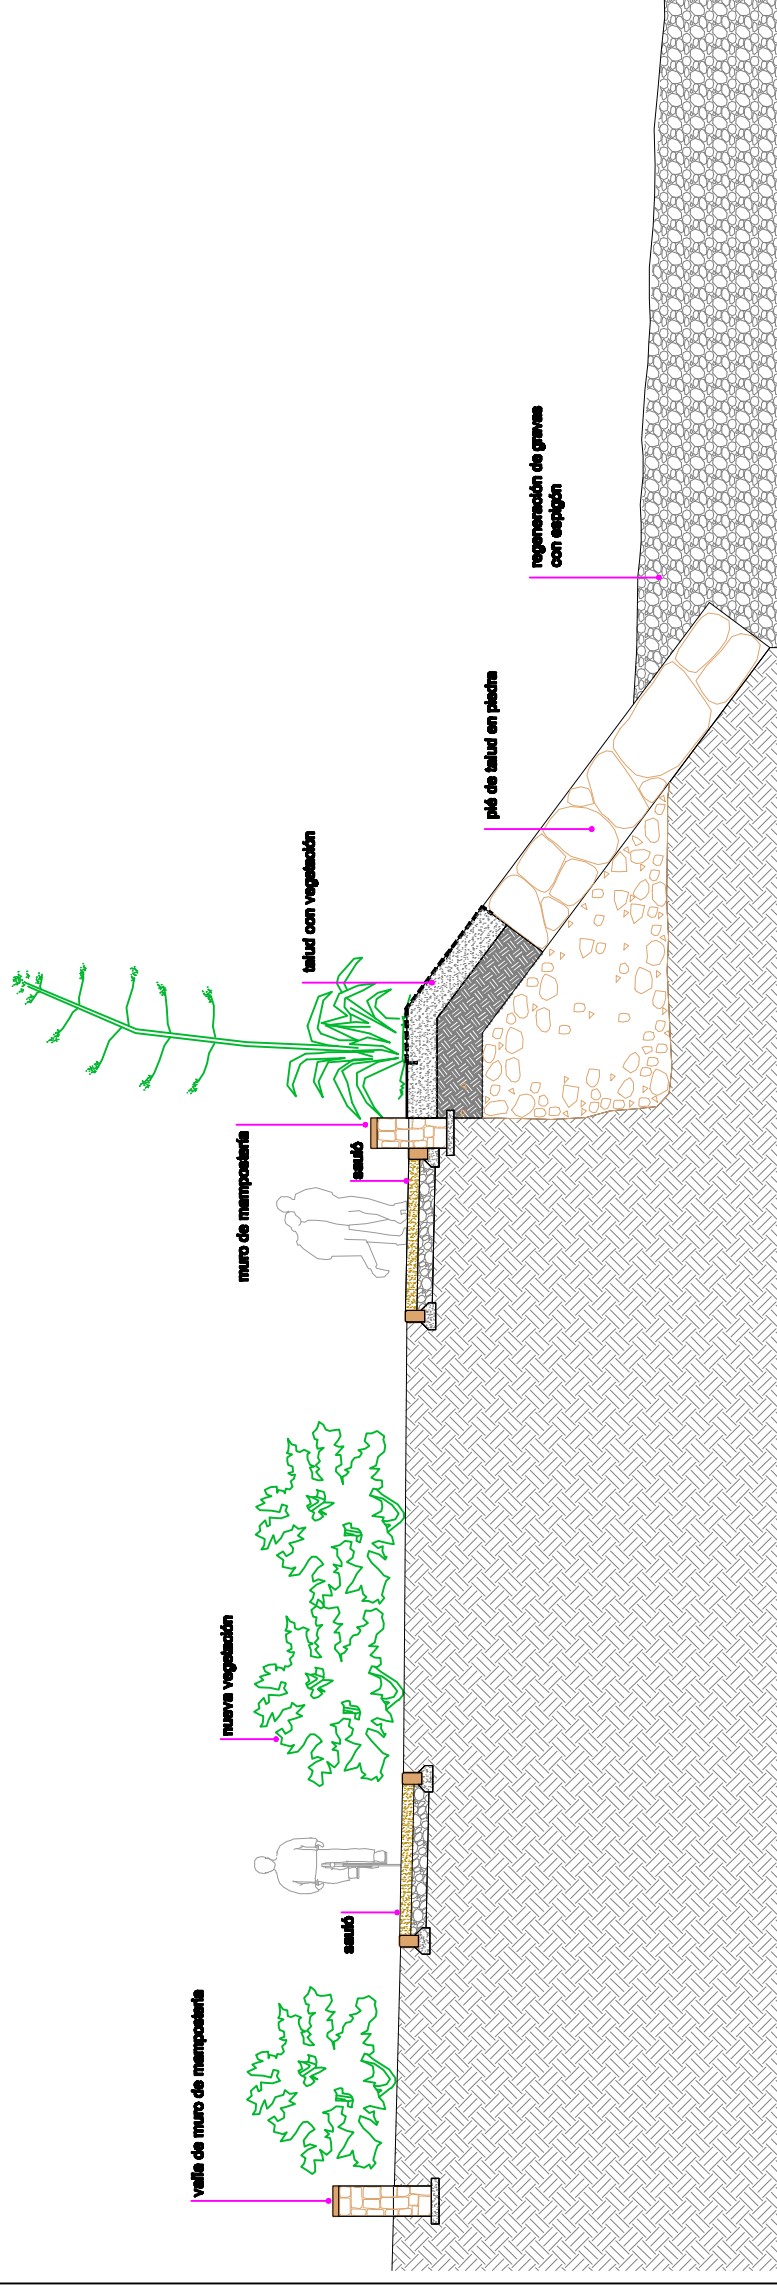 valla de muro de mampostería
sauló
nueva vegetación
muro de mampostería
sauló
talud con vegetación
pié de talud en piedra
regeneración de gravas
con espigón